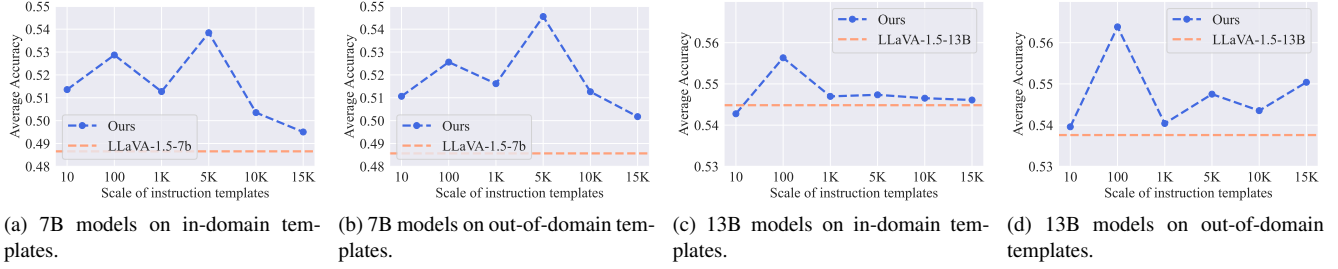 0.55
0.54
0.53
0.52
0.51
0.50
0.49
0.48
Average Accuracy
Ours
LLaVA-1.5-7b
10 100 1K 5K 10K 15K
Scale of instruction templates
(a) 7B models on in-domain tem-
plates.
0.55
0.54
0.53
0.52
0.51
0.50
0.49
0.48
Average Accuracy
Ours
LLaVA-1.5-7b
10 100 1K 5K 10K 15K
Scale of instruction templates
(b) 7B models on out-of-domain tem-
plates.
0.56
0.55
0.54
0.53
Average Accuracy
Ours
LLaVA-1.5-13B
10 100 1K 5K 10K 15K
Scale of instruction templates
(c) 13B models on in-domain tem-
plates.
0.56
0.55
0.54
0.53
Average Accuracy
Ours
LLaVA-1.5-13B
10 100 1K 5K 10K 15K
Scale of instruction templates
(d) 13B models on out-of-domain
templates.